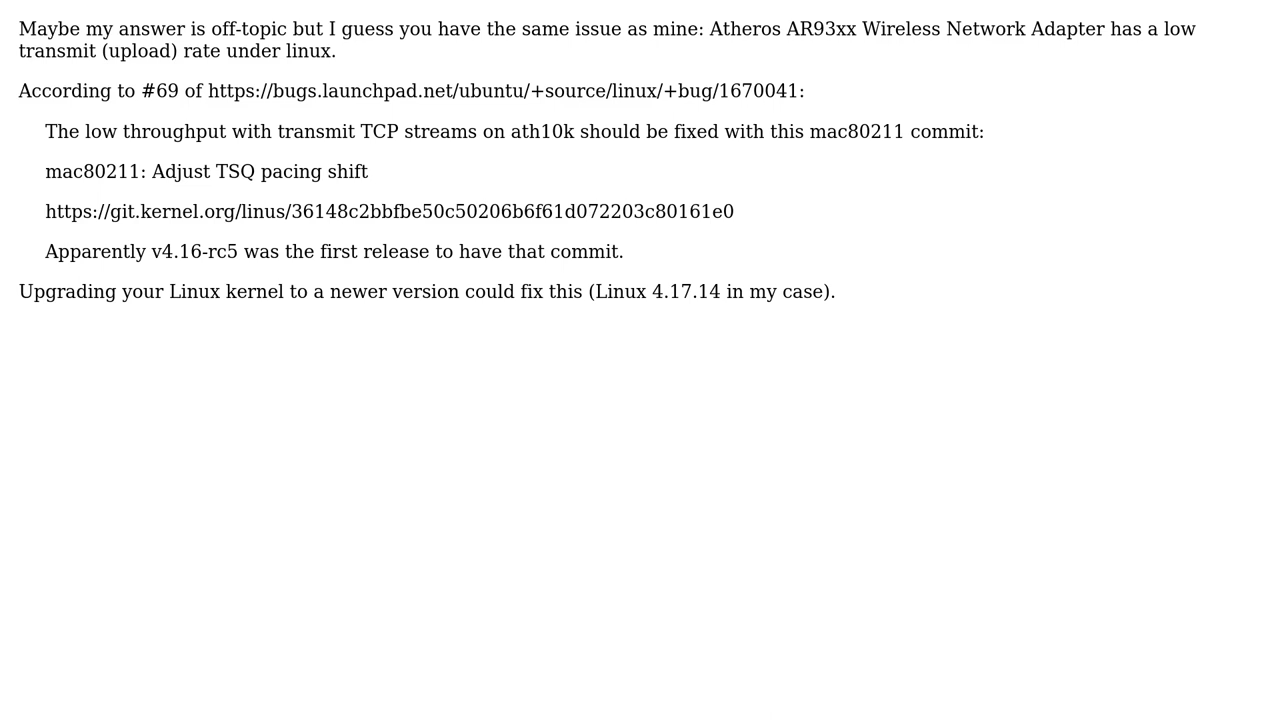 Maybe my answer is off-topic but I guess you have the same issue as mine: Atheros AR93xx Wireless Network Adapter has a low
transmit (upload) rate under linux.
According to #69 of https://bugs.launchpad.net/ubuntu/+source/linux/+bug/1670041:
The low throughput with transmit TCP streams on ath10k should be fixed with this mac80211 commit:
mac80211: Adjust TSQ pacing shift
https://git.kernel.org/linus/36148c2bbfbe50c50206b6f61d072203c80161e0
Apparently v4.16-rc5 was the first release to have that commit.
Upgrading your Linux kernel to a newer version could fix this (Linux 4.17.14 in my case).